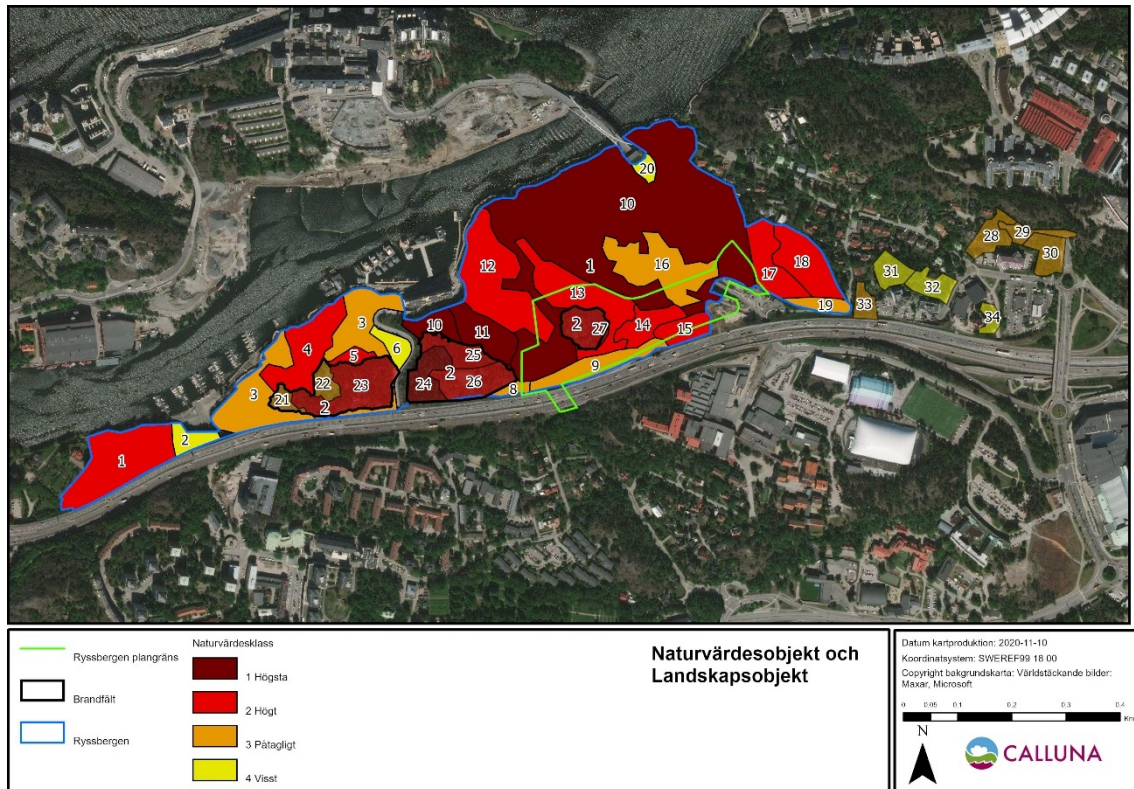 20
10
28
29
30
12
1
16
17
18
31
32
33
34
13
19
3
10
11
2
27
14
15
4
6
5
25
9
22
23
24
2
26
8
3
21
2
1
2
Ryssbergen plangräns
Brandfält
Ryssbergen
Naturvärdesklass
1 Högsta
2 Högt
3 Påtagligt
4 Visst
Naturvärdesobjekt och
Landskapsobjekt
Datum kartproduktion: 2020-11-10
Koordinatsystem: SWEREF99 18 00
Copyright bakgrundskarta: Världstäckande bilder:
Maxar, Microsoft
0 0.05 0.1 0.2 0.3 0.4
Km
N
CALLUNA